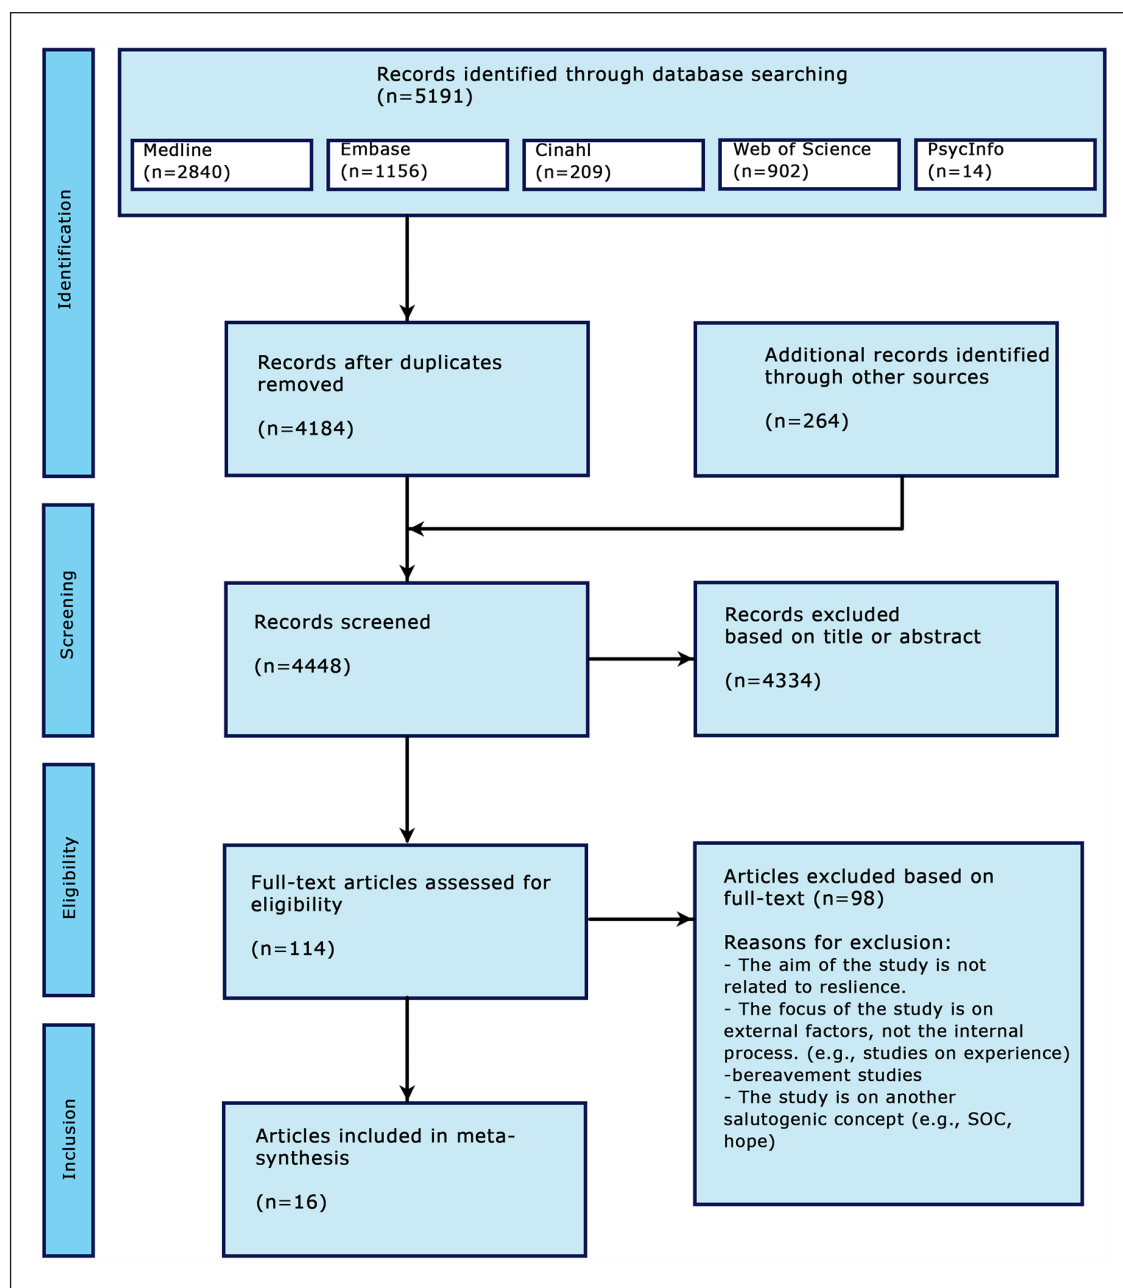 Identification
Records identified through database searching
(n=5191)
Medline
(n=2840)
Embase
(n=1156)
Cinahl
(n=209)
Web of Science
(n=902)
PsycInfo
(n=14)
Records after duplicates
removed
(n=4184)
Additional records identified
through other sources
(n=264)
Screening
Records screened
(n=4448)
Records excluded
based on title or abstract
(n=4334)
Eligibility
Full-text articles assessed for
eligibility
(n=114)
Articles excluded based on
full-text (n=98)
Reasons for exclusion:
- The aim of the study is not
related to reslience.
- The focus of the study is on
external factors, not the internal
process. (e.g., studies on experience)
-bereavement studies
- The study is on another
salutogenic concept (e.g., SOC,
hope)
Inclusion
Articles included in meta-
synthesis
(n=16)